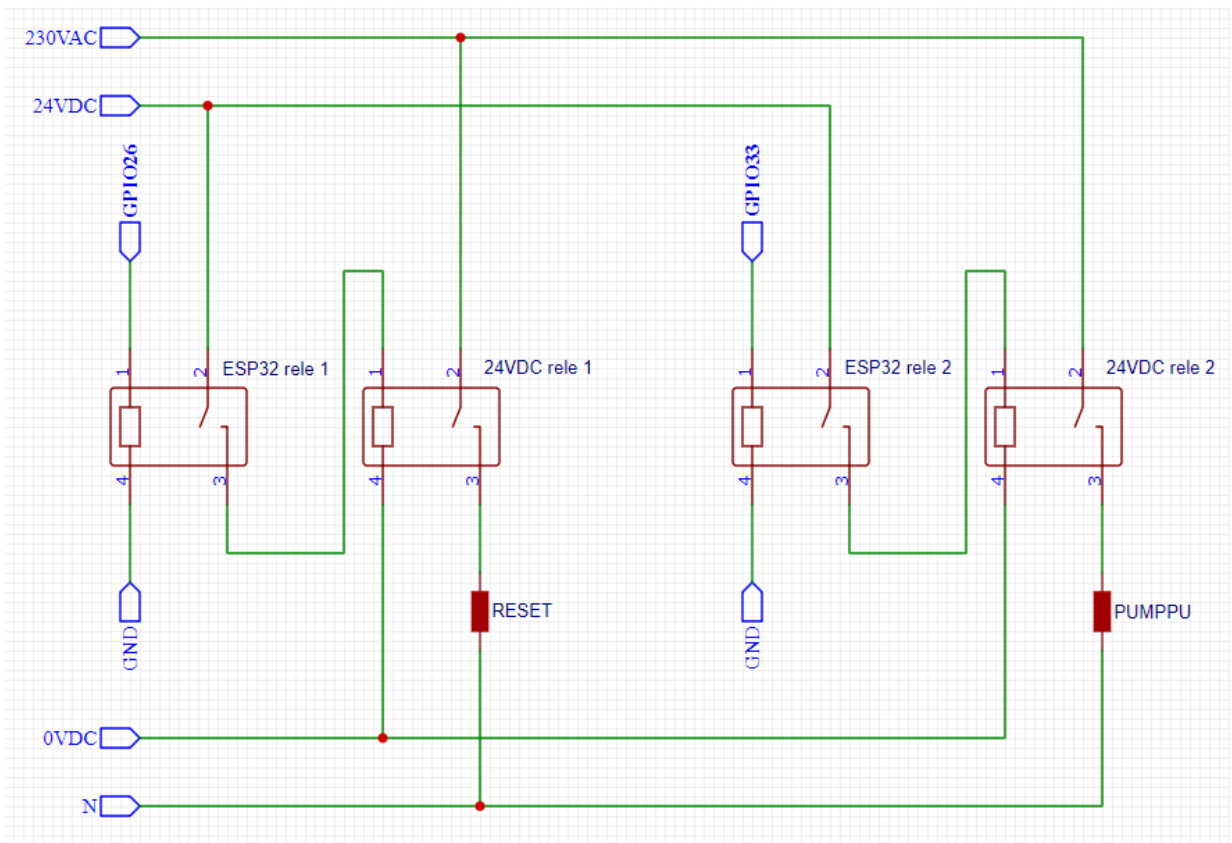 230VAC
24VDC
GPIO26
GPIO33
1
2
ESP32 rele 1
1
2
24VDC rele 1
1
2
ESP32 rele 2
1
2
24VDC rele 2
4
3
4
3
4
3
4
3
RESET
PUMPPU
GND
GND
0VDC
N